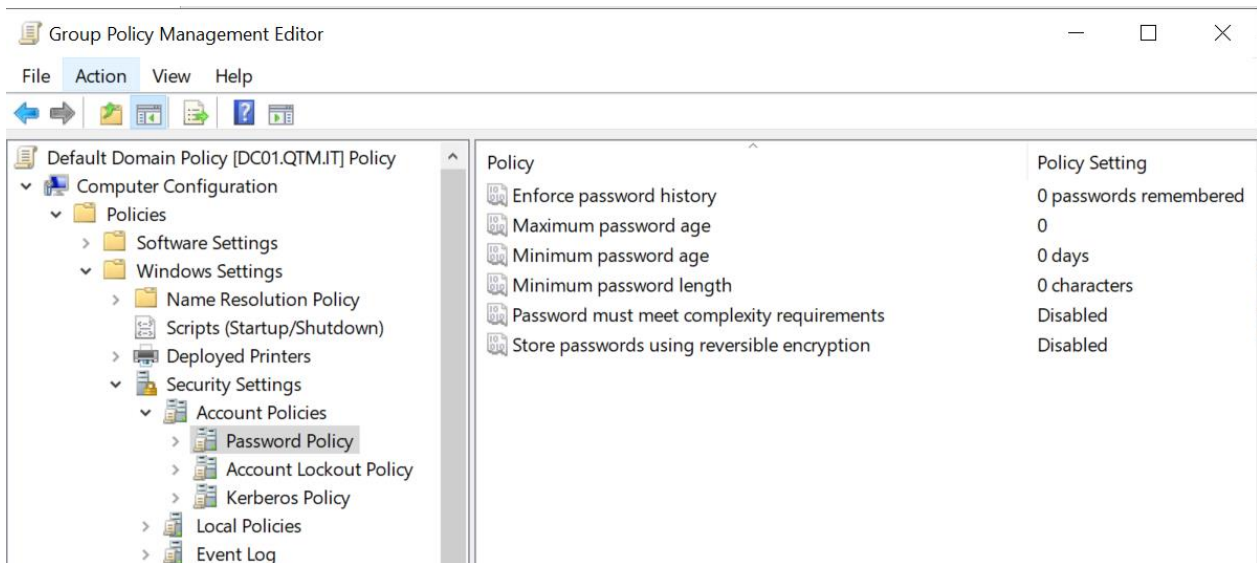 Group Policy Management Editor
File Action View Help
Default Domain Policy [DC01.QTM.IT] Policy
Computer Configuration
Policies
Software Settings
Windows Settings
Name Resolution Policy
Scripts (Startup/Shutdown)
Deployed Printers
Security Settings
Account Policies
Password Policy
Account Lockout Policy
Kerberos Policy
Local Policies
Event Log
Policy Policy Setting
Enforce password history 0 passwords remembered
Maximum password age 0
Minimum password age 0 days
Minimum password length 0 characters
Password must meet complexity requirements Disabled
Store passwords using reversible encryption Disabled